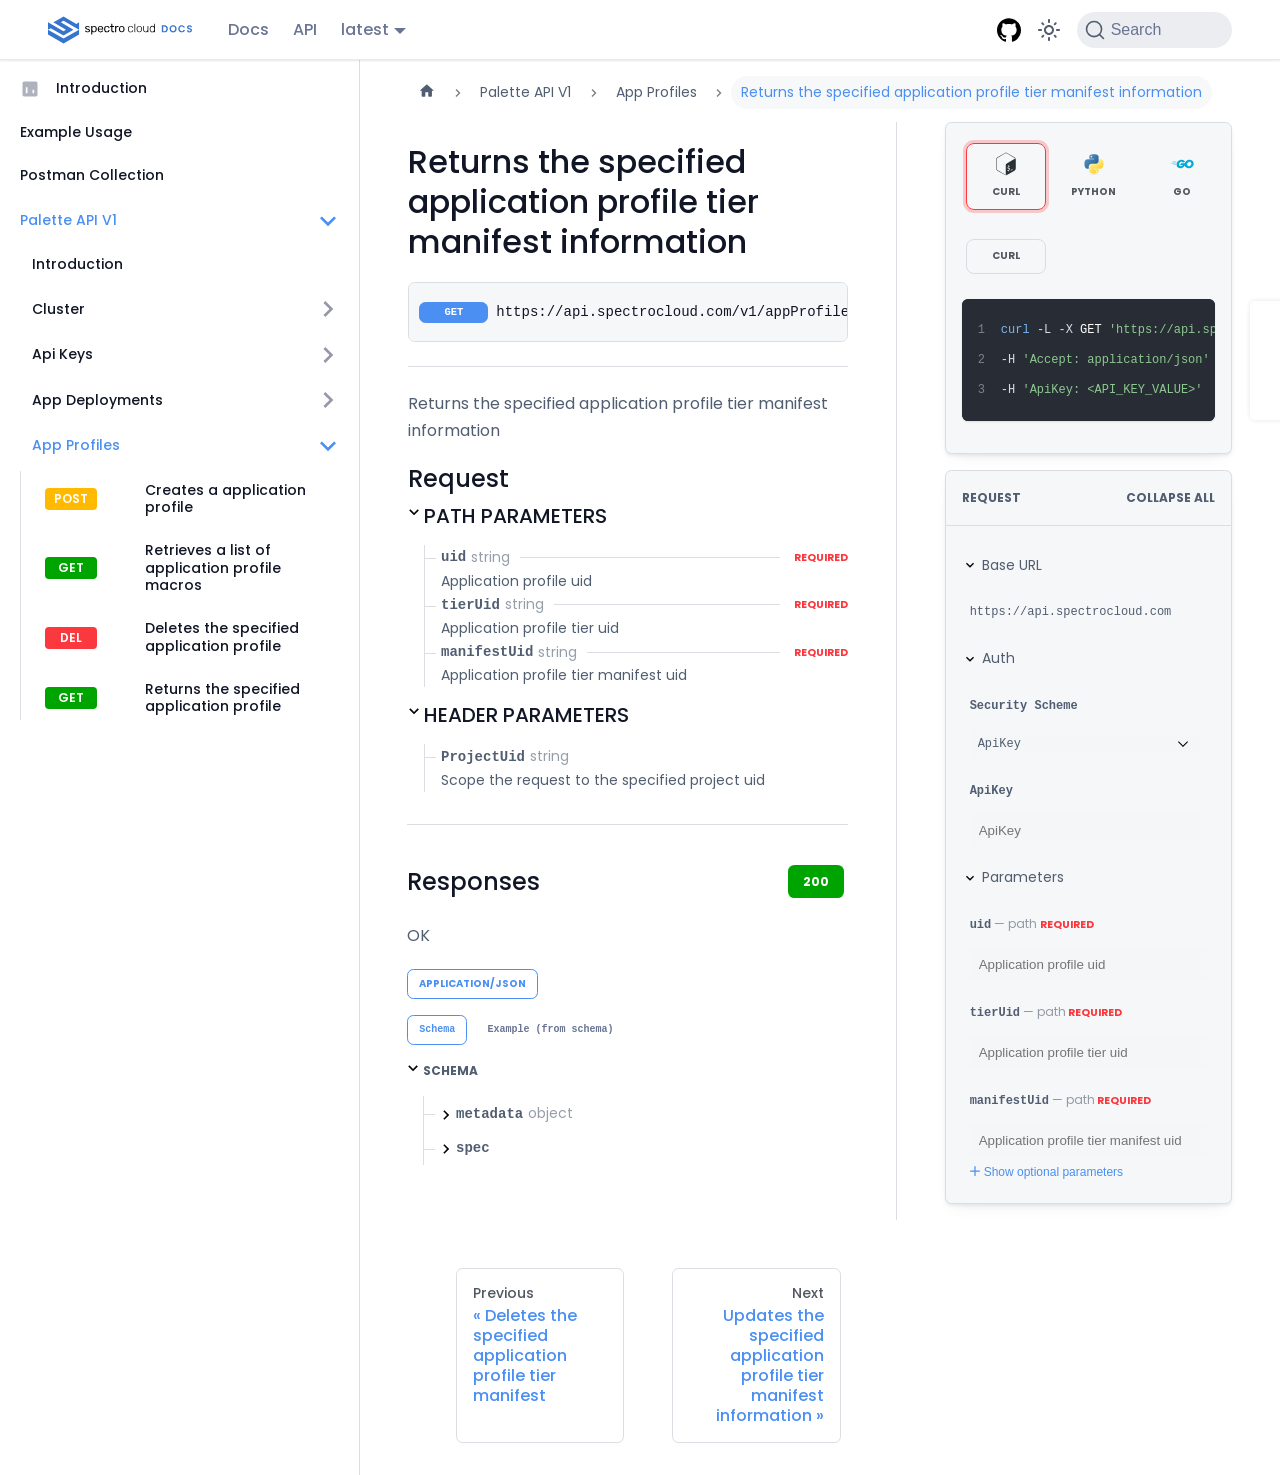 spectro cloud DOCS Docs API latest Search
Introduction
Example Usage
Postman Collection
Palette API V1
Introduction
Cluster
Api Keys
App Deployments
App Profiles
POST Creates a application
profile
GET Retrieves a list of
application profile
macros
DEL Deletes the specified
application profile
GET Returns the specified
application profile
Palette API V1 App Profiles Returns the specified application profile tier manifest information
Returns the specified
application profile tier
manifest information
GET https://api.spectrocloud.com/v1/appProfile
Returns the specified application profile tier manifest
information
Request
PATH PARAMETERS
uid string REQUIRED
Application profile uid
tierUid string REQUIRED
Application profile tier uid
manifestUid string REQUIRED
Application profile tier manifest uid
HEADER PARAMETERS
ProjectUid string
Scope the request to the specified project uid
Responses 200
OK
APPLICATION/JSON
Schema Example (from schema)
SCHEMA
metadata object
spec
CURL PYTHON GO
CURL
1 curl -L -X GET 'https://api.sp
2 -H 'Accept: application/json'
3 -H 'ApiKey: <API_KEY_VALUE>'
REQUEST COLLAPSE ALL
Base URL
https://api.spectrocloud.com
Auth
Security Scheme
ApiKey
ApiKey
ApiKey
Parameters
uid — path REQUIRED
Application profile uid
tierUid — path REQUIRED
Application profile tier uid
manifestUid — path REQUIRED
Application profile tier manifest uid
Show optional parameters
Previous
« Deletes the
specified
application
profile tier
manifest
Next
Updates the
specified
application
profile tier
manifest
information »